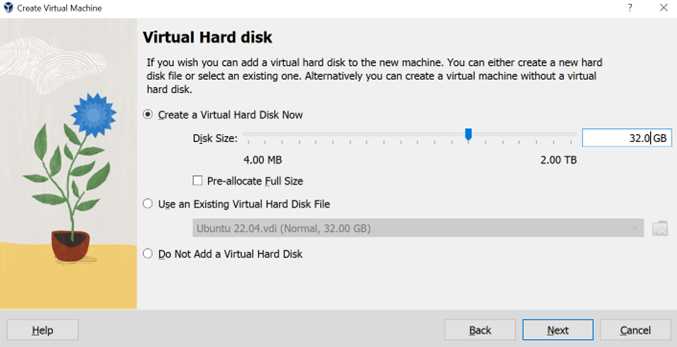 Create Virtual Machine
Virtual Hard disk
If you wish you can add a virtual hard disk to the new machine. You can either create a new hard
disk file or select an existing one. Alternatively you can create a virtual machine without a virtual
hard disk.
Create a Virtual Hard Disk Now
Disk Size: 32.0 GB
4.00 MB 2.00 TB
Pre-allocate Full Size
Use an Existing Virtual Hard Disk File
Ubuntu 22.04.vdi (Normal, 32.00 GB)
Do Not Add a Virtual Hard Disk
Help Back Next Cancel